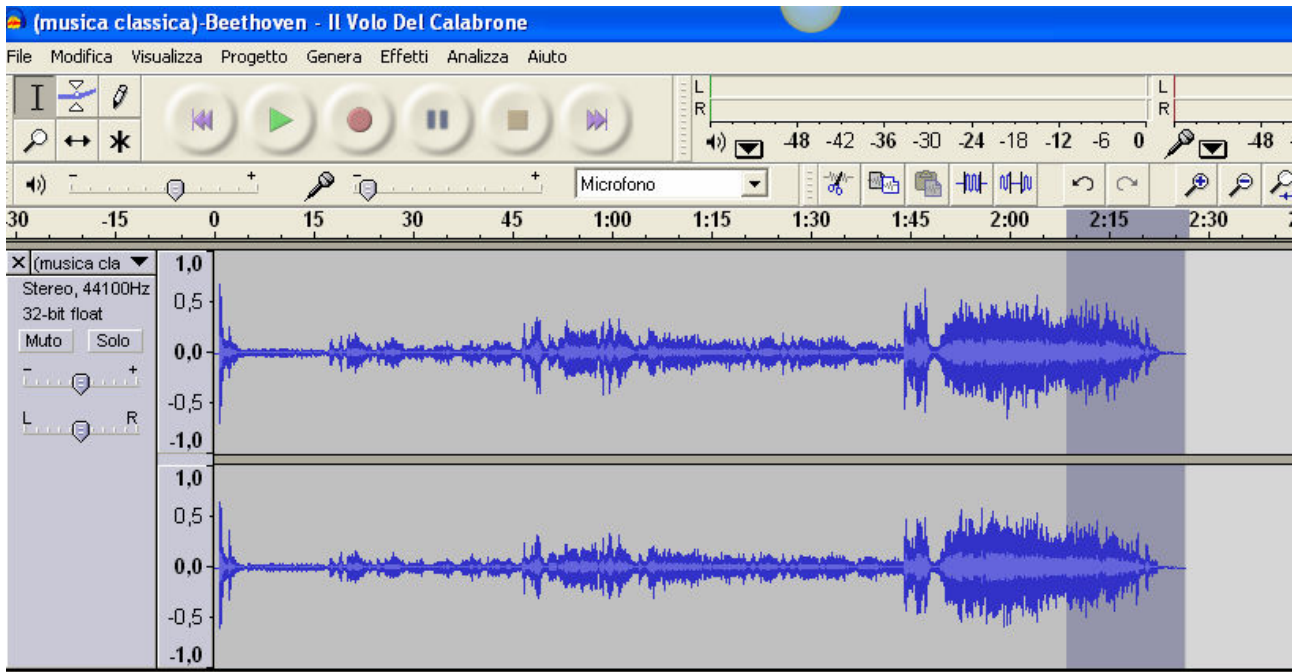 (musica classica)-Beethoven - Il Volo Del Calabrone
File Modifica Visualizza Progetto Genera Effetti Analizza Aiuto
L L
R R
-48 -42 -36 -30 -24 -18 -12 -6 0 -48
- + - + Microfono
-30 -15 0 15 30 45 1:00 1:15 1:30 1:45 2:00 2:15 2:30
X (musica cla 1,0
Stereo, 44100Hz
32-bit float
0,5
Muto Solo
0,0
- +
-0,5
L R
-1,0
1,0
0,5
0,0
-0,5
-1,0